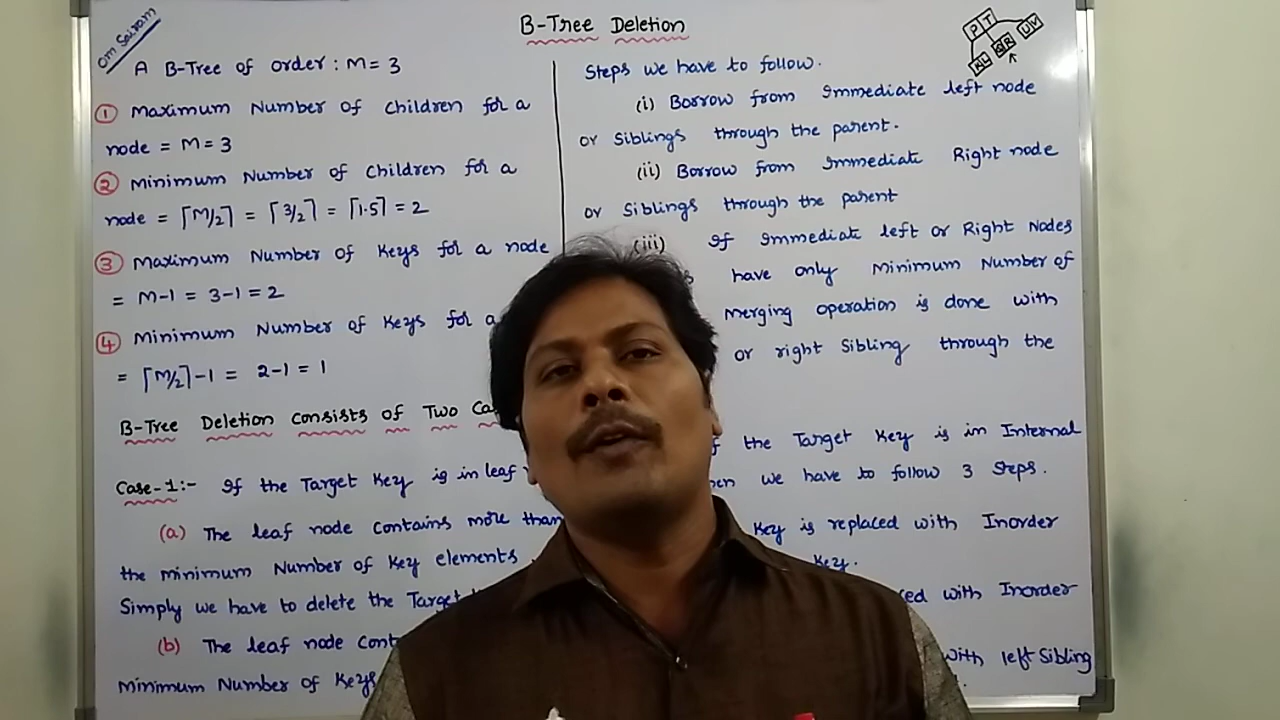 Om Sairam
B-Tree Deletion
A B-Tree of order : M = 3
① Maximum Number of Children for a
node = M = 3
② Minimum Number of Children for a
node = ⌈M/2⌉ = ⌈3/2⌉ = ⌈1.5⌉ = 2
③ Maximum Number of Keys for a node
= M-1 = 3-1 = 2
④ Minimum Number of Keys for a
= ⌈M/2⌉-1 = 2-1 = 1
B-Tree Deletion Consists of Two
Case-1:- If the Target Key is in leaf
(a) The leaf node Contains more than
the minimum Number of Key elements
Simply we have to delete the Target
(b) The leaf node
Minimum Number of Keys
P T
U V
Q R
K L
Steps we have to follow.
(i) Borrow from Immediate left node
or Siblings through the parent.
(ii) Borrow from Immediate Right node
or Siblings through the parent
(iii) If Immediate left or Right Nodes
have only Minimum Number of
merging operation is done with
or right Sibling through the
the Target Key is in Internal
we have to follow 3 Steps.
Key is replaced with Inorder
Key.
with Inorder
with left Sibling